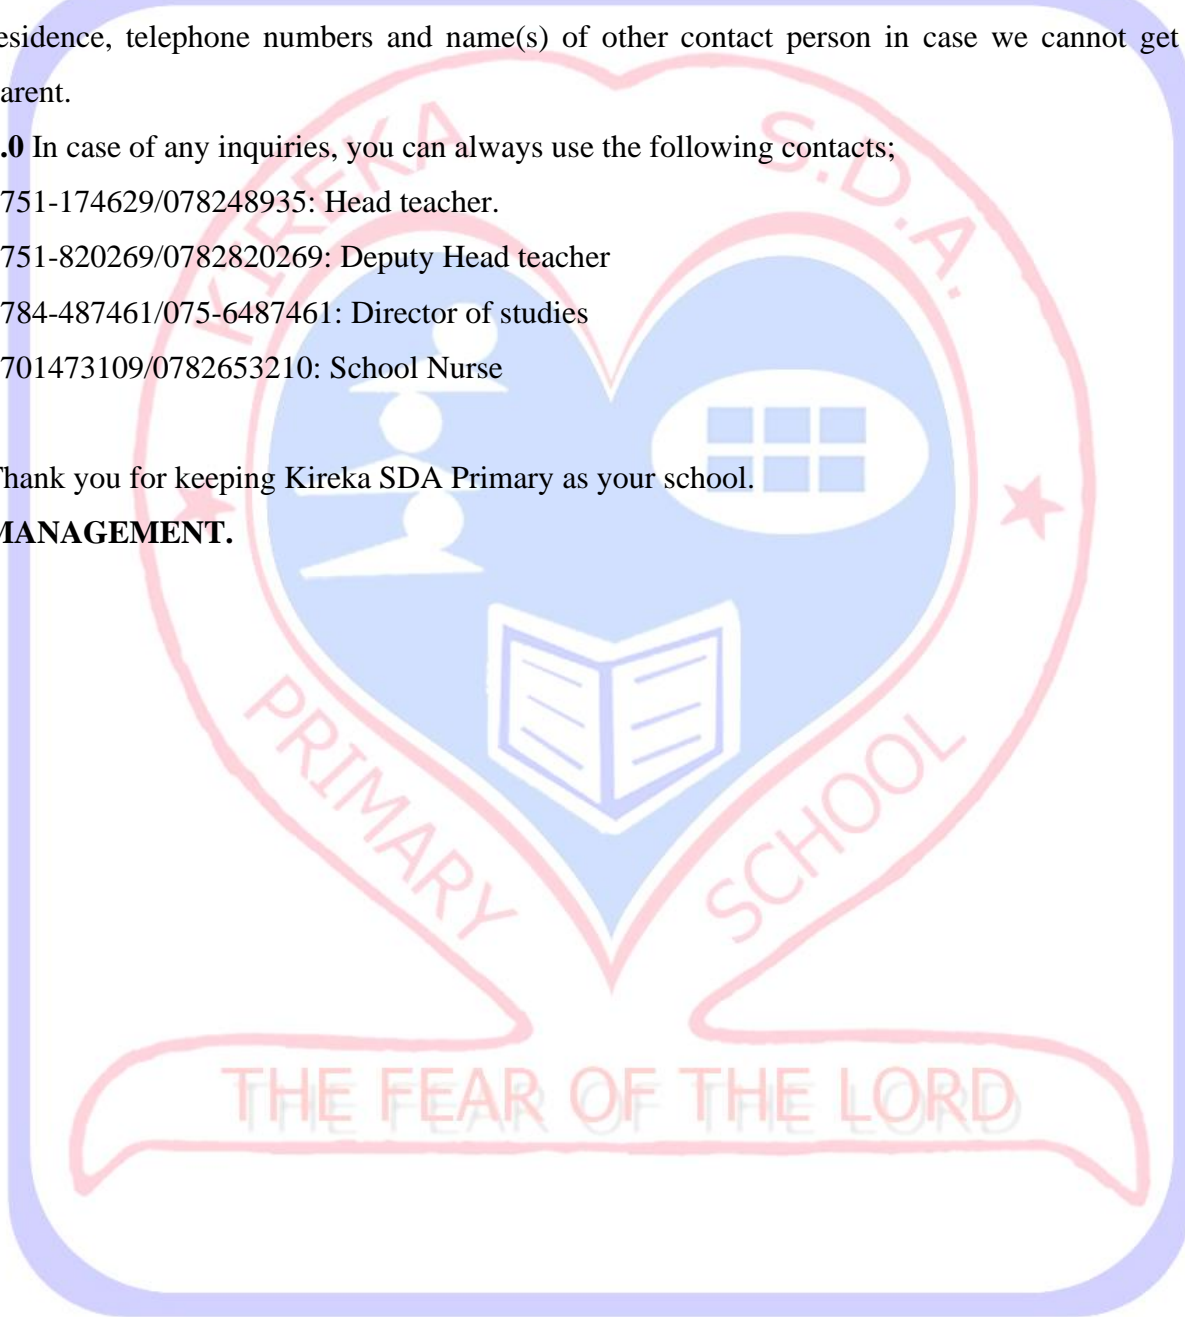 esidence, telephone numbers and name(s) of other contact person in case we cannot get
arent.
.0 In case of any inquiries, you can always use the following contacts;
751-174629/078248935: Head teacher.
751-820269/0782820269: Deputy Head teacher
784-487461/075-6487461: Director of studies
701473109/0782653210: School Nurse
Thank you for keeping Kireka SDA Primary as your school.
MANAGEMENT.
KIREKA S.D.A.
PRIMARY SCHOOL
THE FEAR OF THE LORD